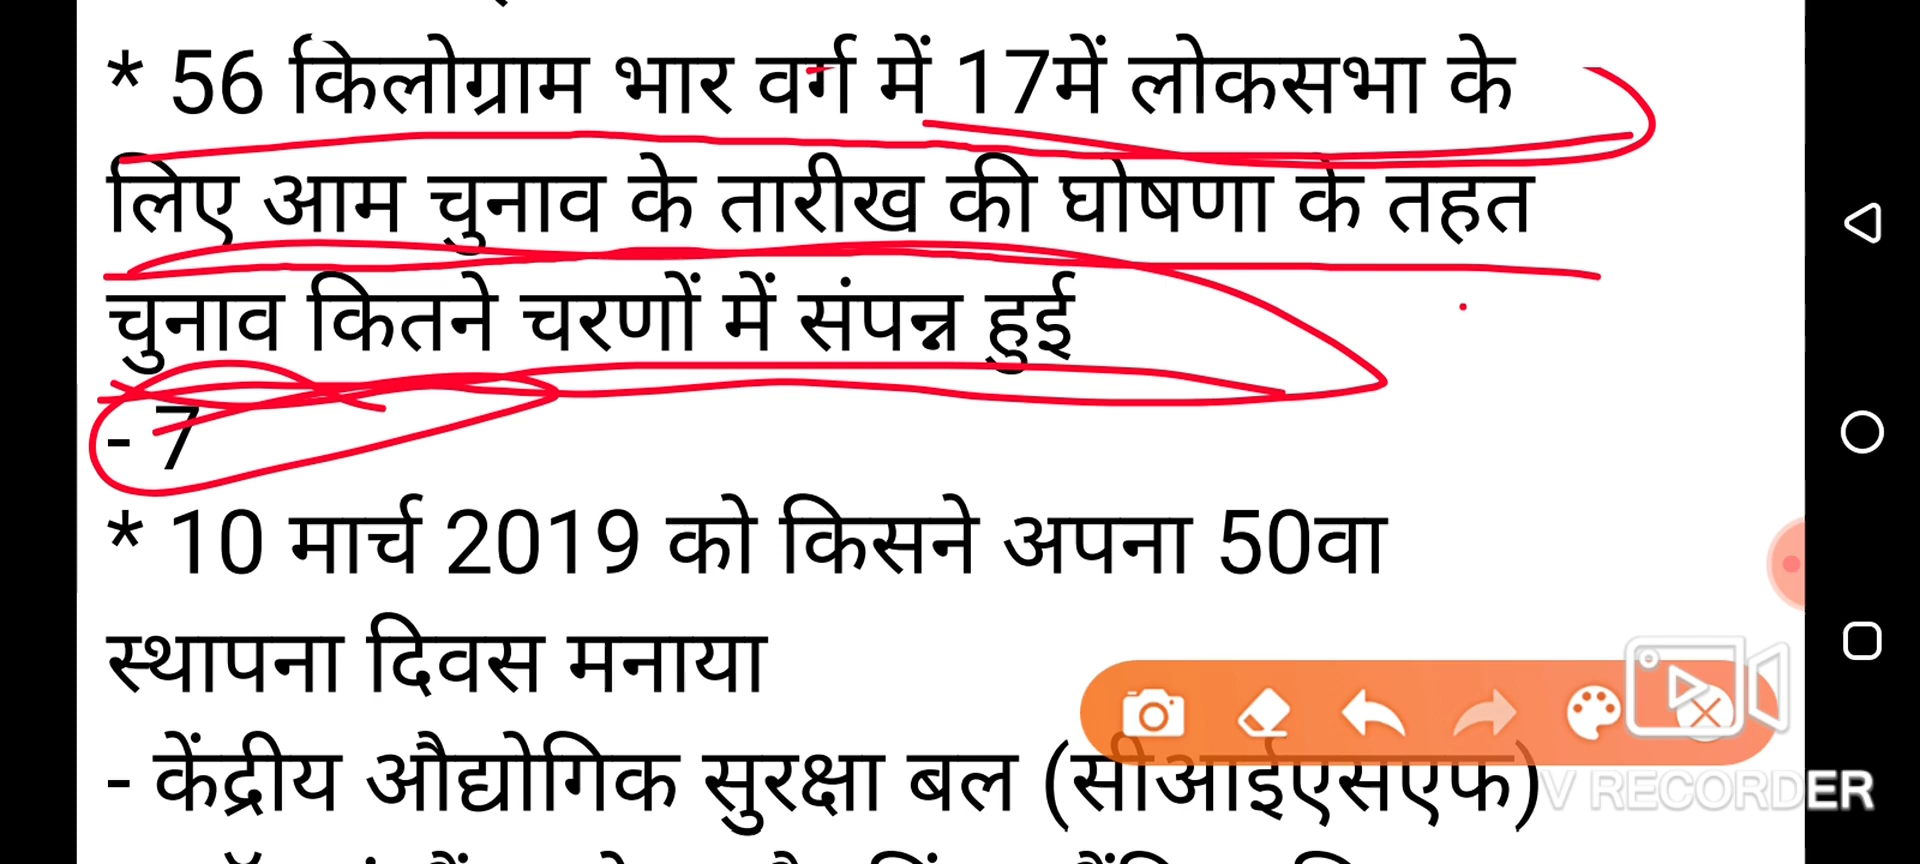 * 56 किलोग्राम भार वर्ग में 17में लोकसभा के
लिए आम चुनाव के तारीख की घोषणा के तहत
चुनाव कितने चरणों में संपन्न हुई
- 7
* 10 मार्च 2019 को किसने अपना 50वा
स्थापना दिवस मनाया
- केंद्रीय औद्योगिक सुरक्षा बल (सीआईएसएफ)
V RECORDER